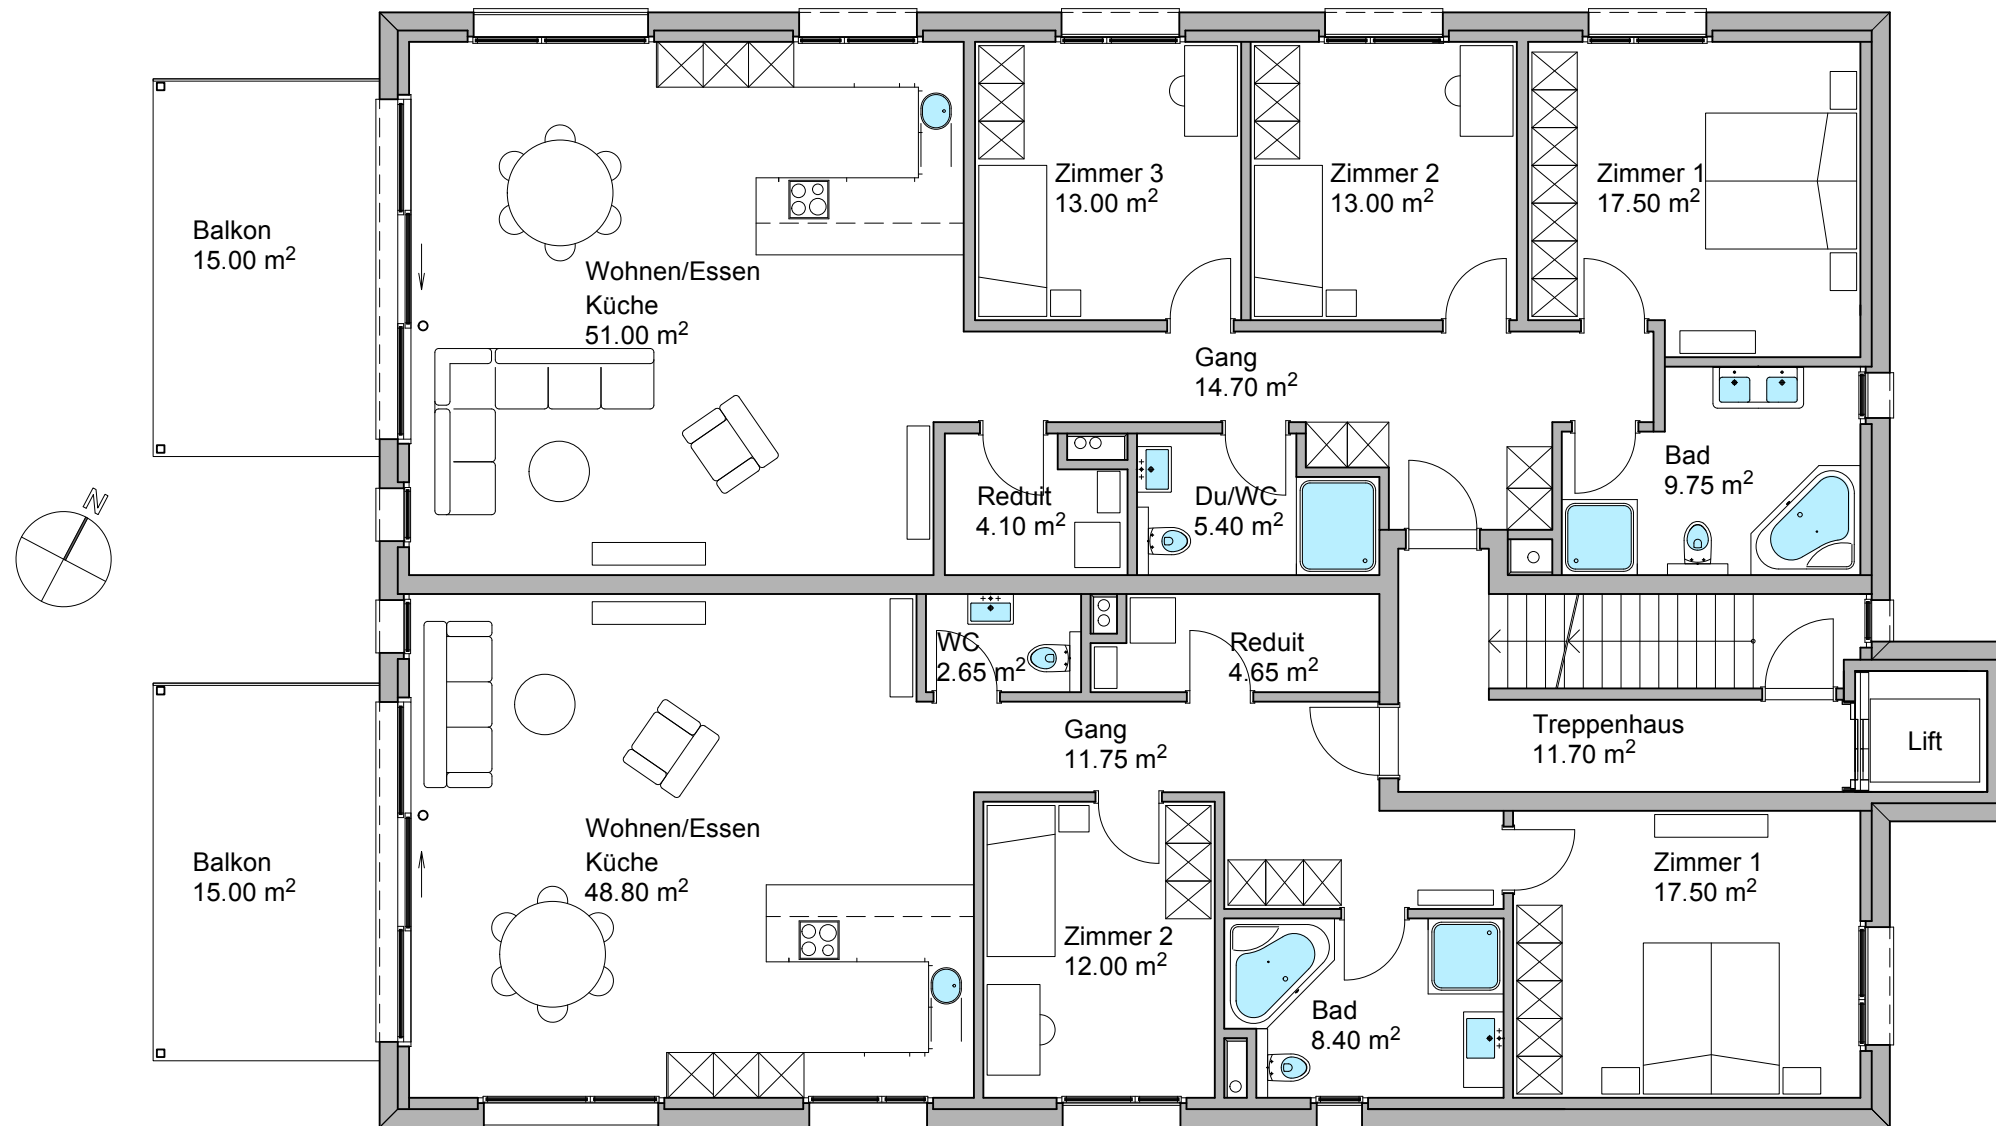 Balkon
15.00 m²
Wohnen/Essen
Küche
51.00 m²
Zimmer 3
13.00 m²
Zimmer 2
13.00 m²
Zimmer 1
17.50 m²
Gang
14.70 m²
Reduit
4.10 m²
Du/WC
5.40 m²
Bad
9.75 m²
N
WC
2.65 m²
Reduit
4.65 m²
Gang
11.75 m²
Treppenhaus
11.70 m²
Lift
Balkon
15.00 m²
Wohnen/Essen
Küche
48.80 m²
Zimmer 2
12.00 m²
Bad
8.40 m²
Zimmer 1
17.50 m²